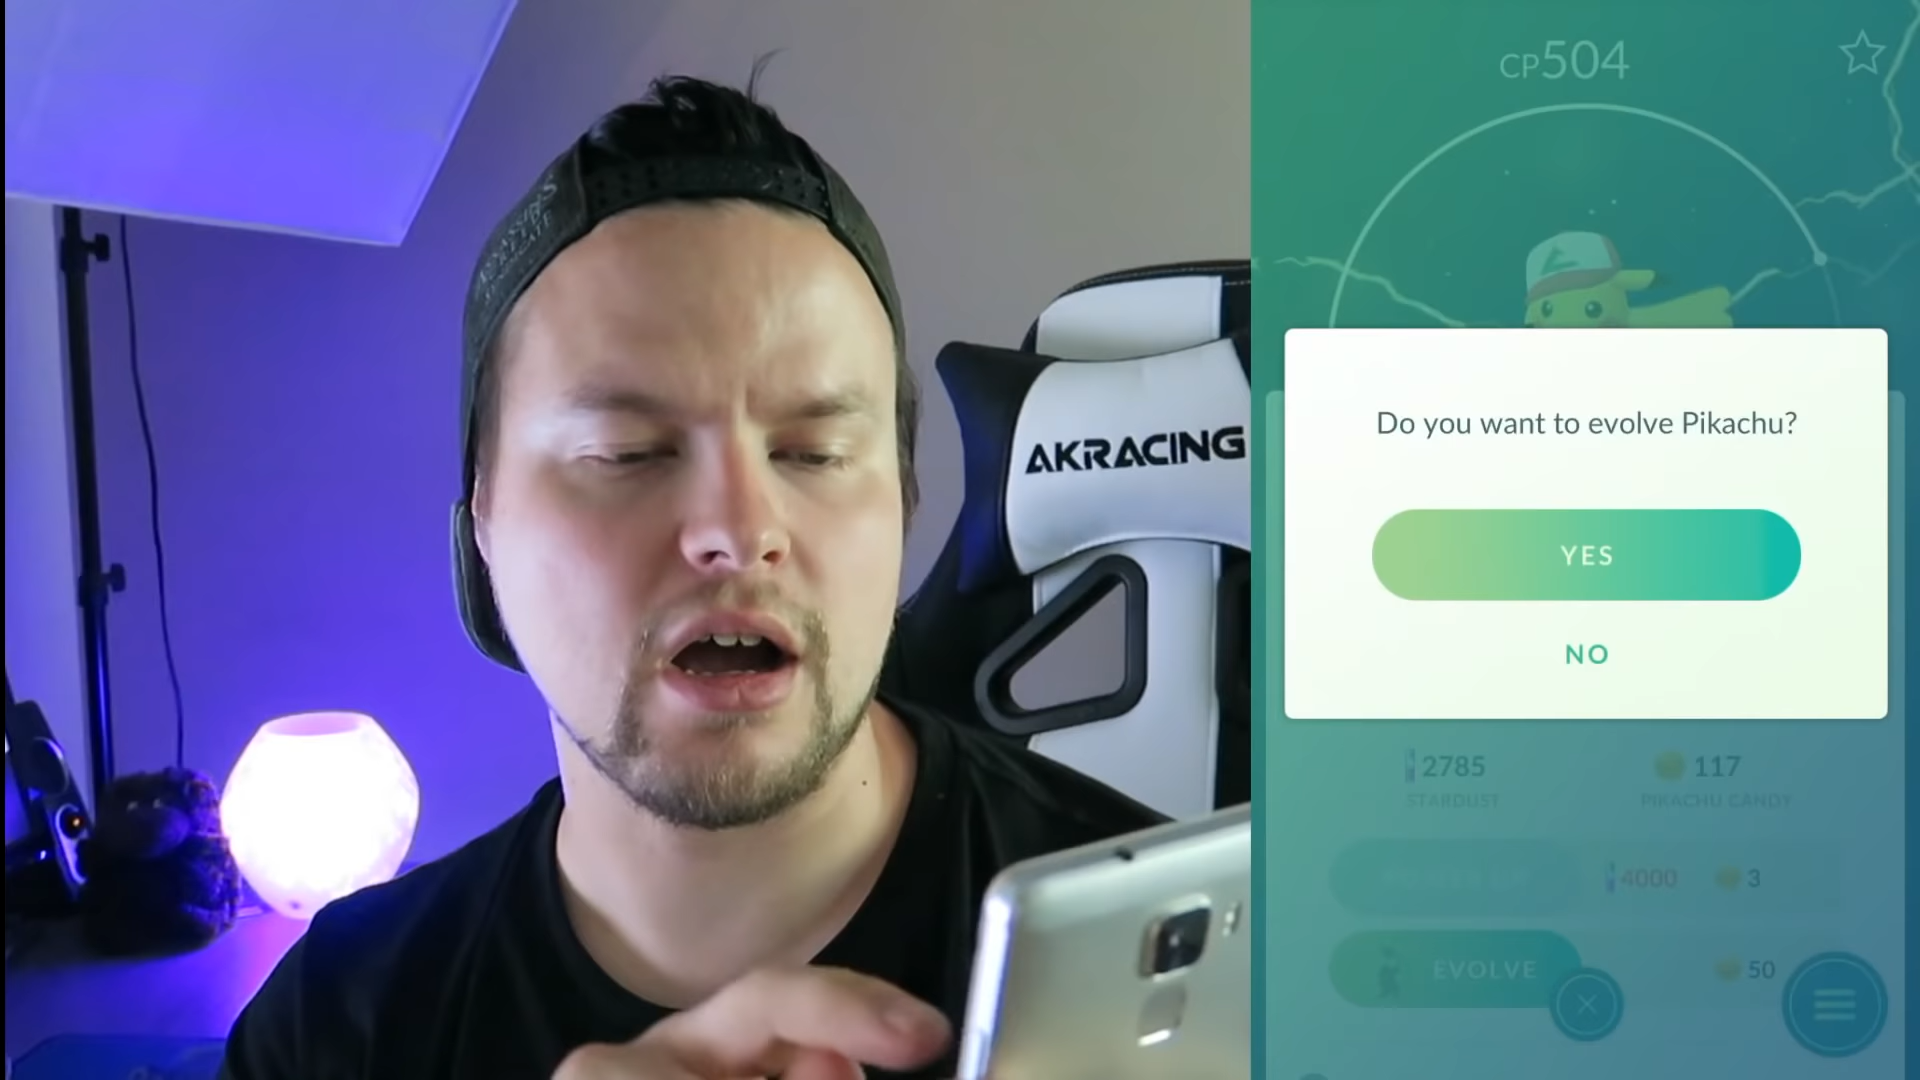 CP504
AKRACING
Do you want to evolve Pikachu?
YES
NO
2785
STARDUST
117
PIKACHU CANDY
4000
3
EVOLVE
50